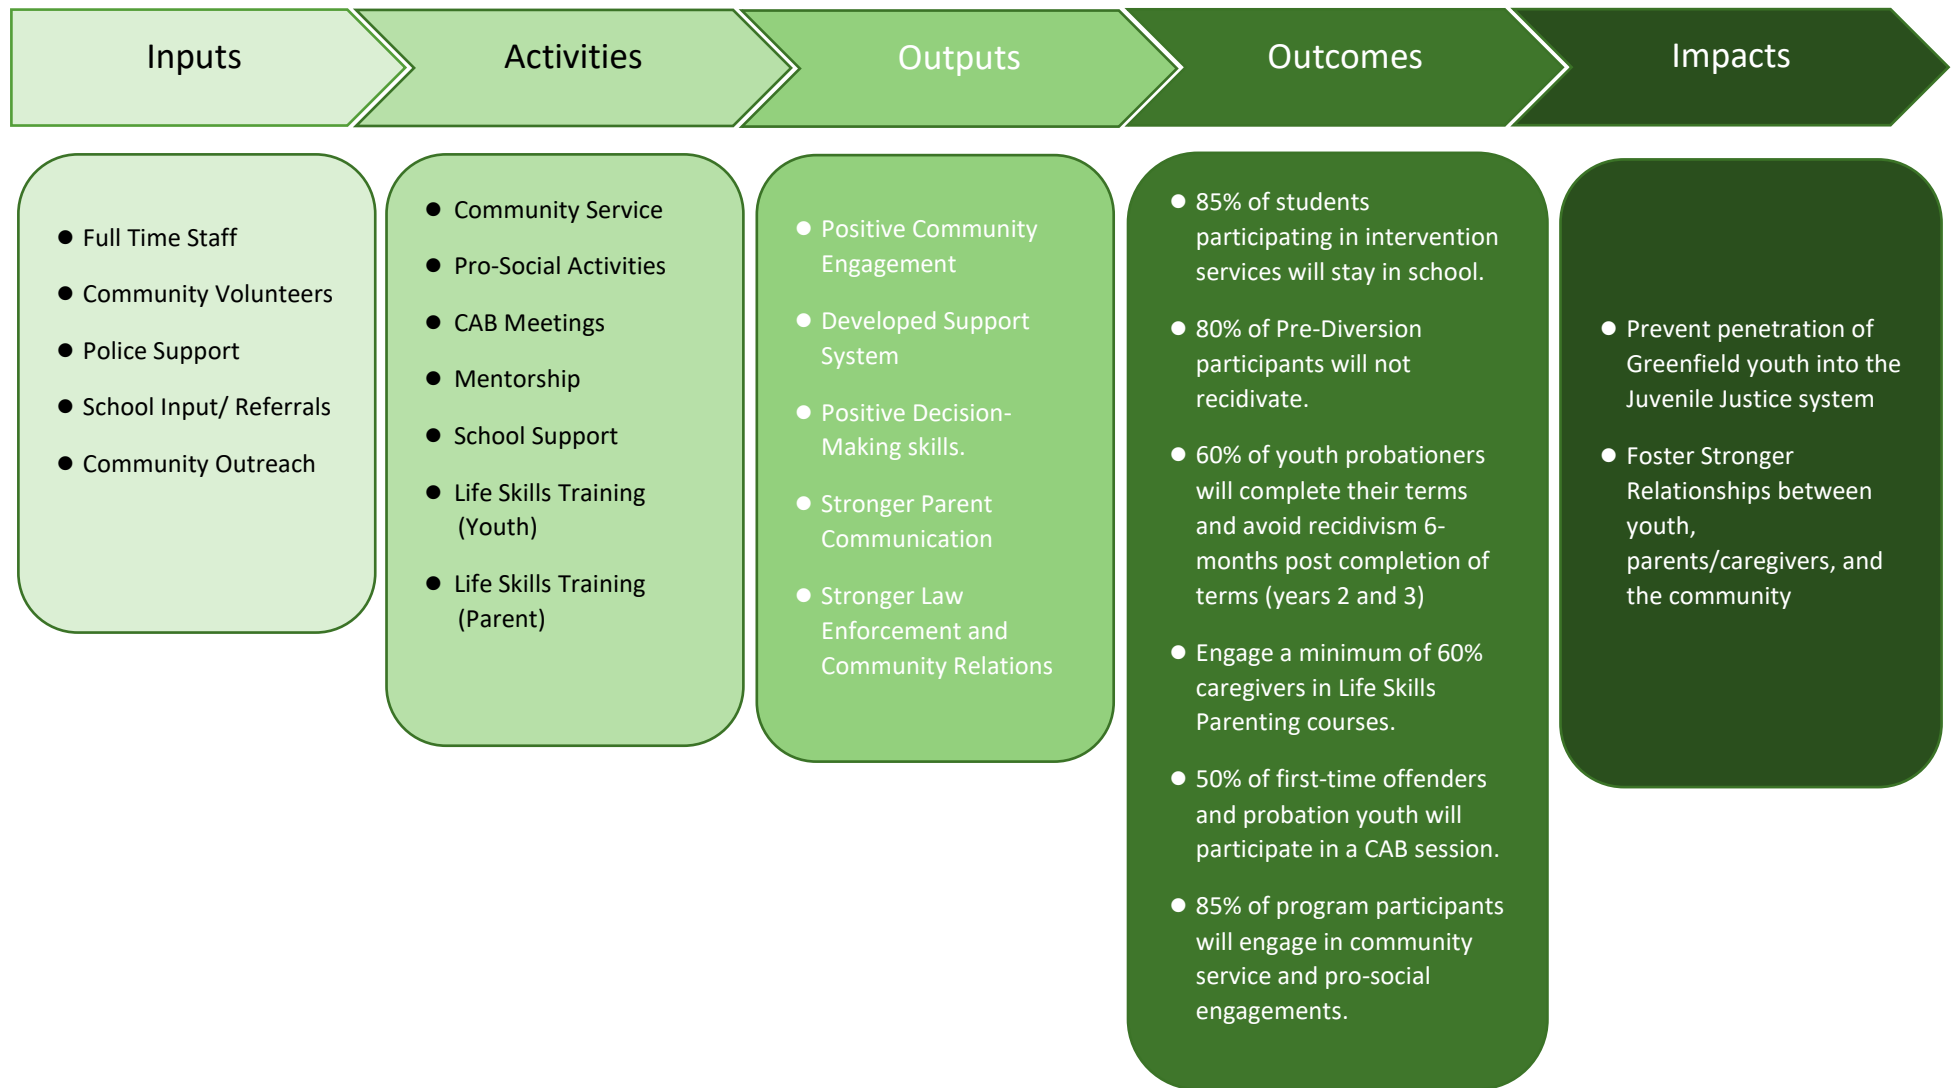 Inputs
Activities
Outputs
Outcomes
Impacts
● Full Time Staff
● Community Volunteers
● Police Support
● School Input/ Referrals
● Community Outreach
● Community Service
● Pro-Social Activities
● CAB Meetings
● Mentorship
● School Support
● Life Skills Training
(Youth)
● Life Skills Training
(Parent)
● Positive Community
Engagement
● Developed Support
System
● Positive Decision-
Making skills.
● Stronger Parent
Communication
● Stronger Law
Enforcement and
Community Relations
● 85% of students
participating in intervention
services will stay in school.
● 80% of Pre-Diversion
participants will not
recidivate.
● 60% of youth probationers
will complete their terms
and avoid recidivism 6-
months post completion of
terms (years 2 and 3)
● Engage a minimum of 60%
caregivers in Life Skills
Parenting courses.
● 50% of first-time offenders
and probation youth will
participate in a CAB session.
● 85% of program participants
will engage in community
service and pro-social
engagements.
● Prevent penetration of
Greenfield youth into the
Juvenile Justice system
● Foster Stronger
Relationships between
youth,
parents/caregivers, and
the community